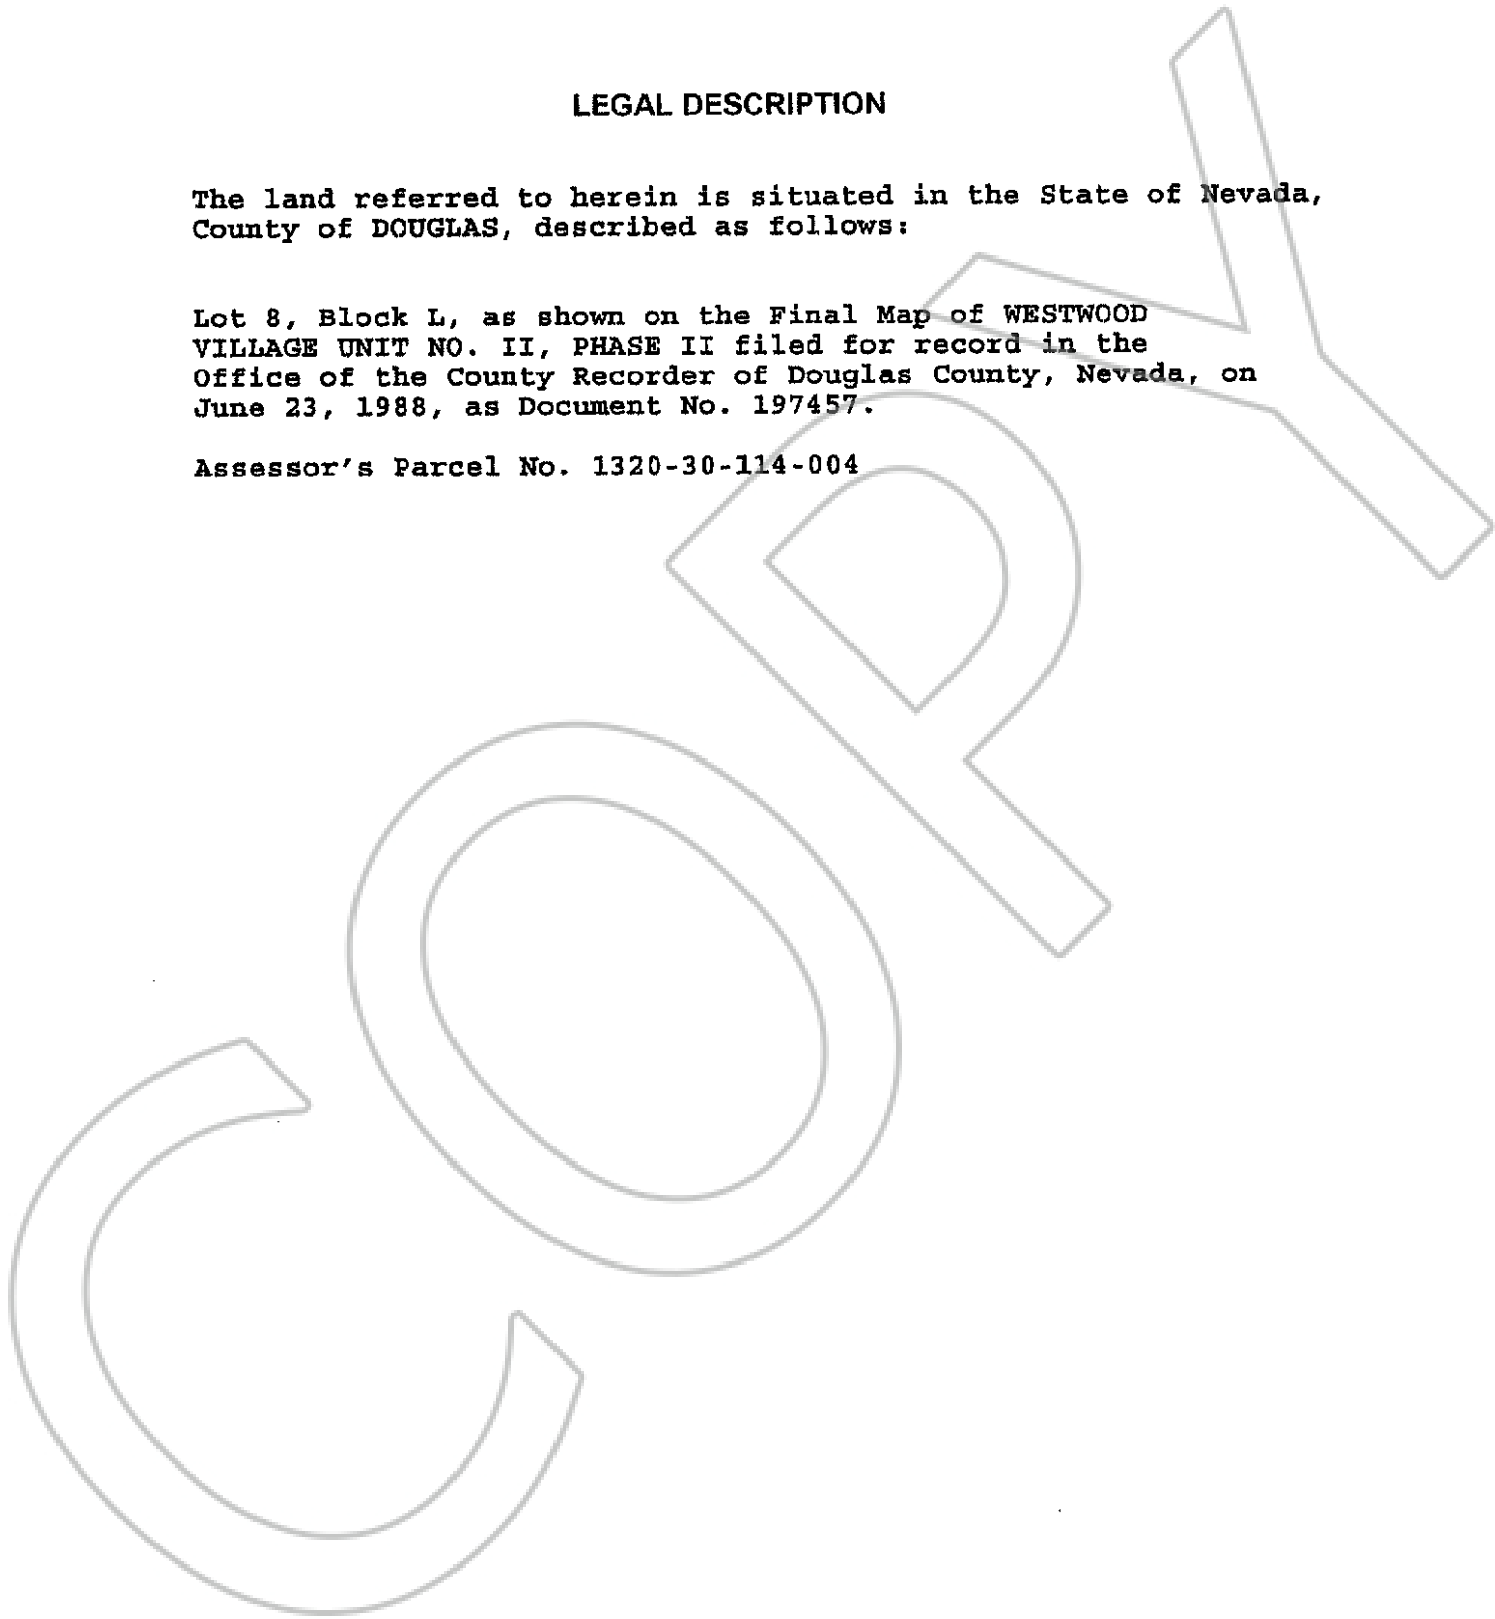 LEGAL DESCRIPTION
The land referred to herein is situated in the State of Nevada,
County of DOUGLAS, described as follows:
Lot 8, Block L, as shown on the Final Map of WESTWOOD
VILLAGE UNIT NO. II, PHASE II filed for record in the
Office of the County Recorder of Douglas County, Nevada, on
June 23, 1988, as Document No. 197457.
Assessor's Parcel No. 1320-30-114-004
COPY